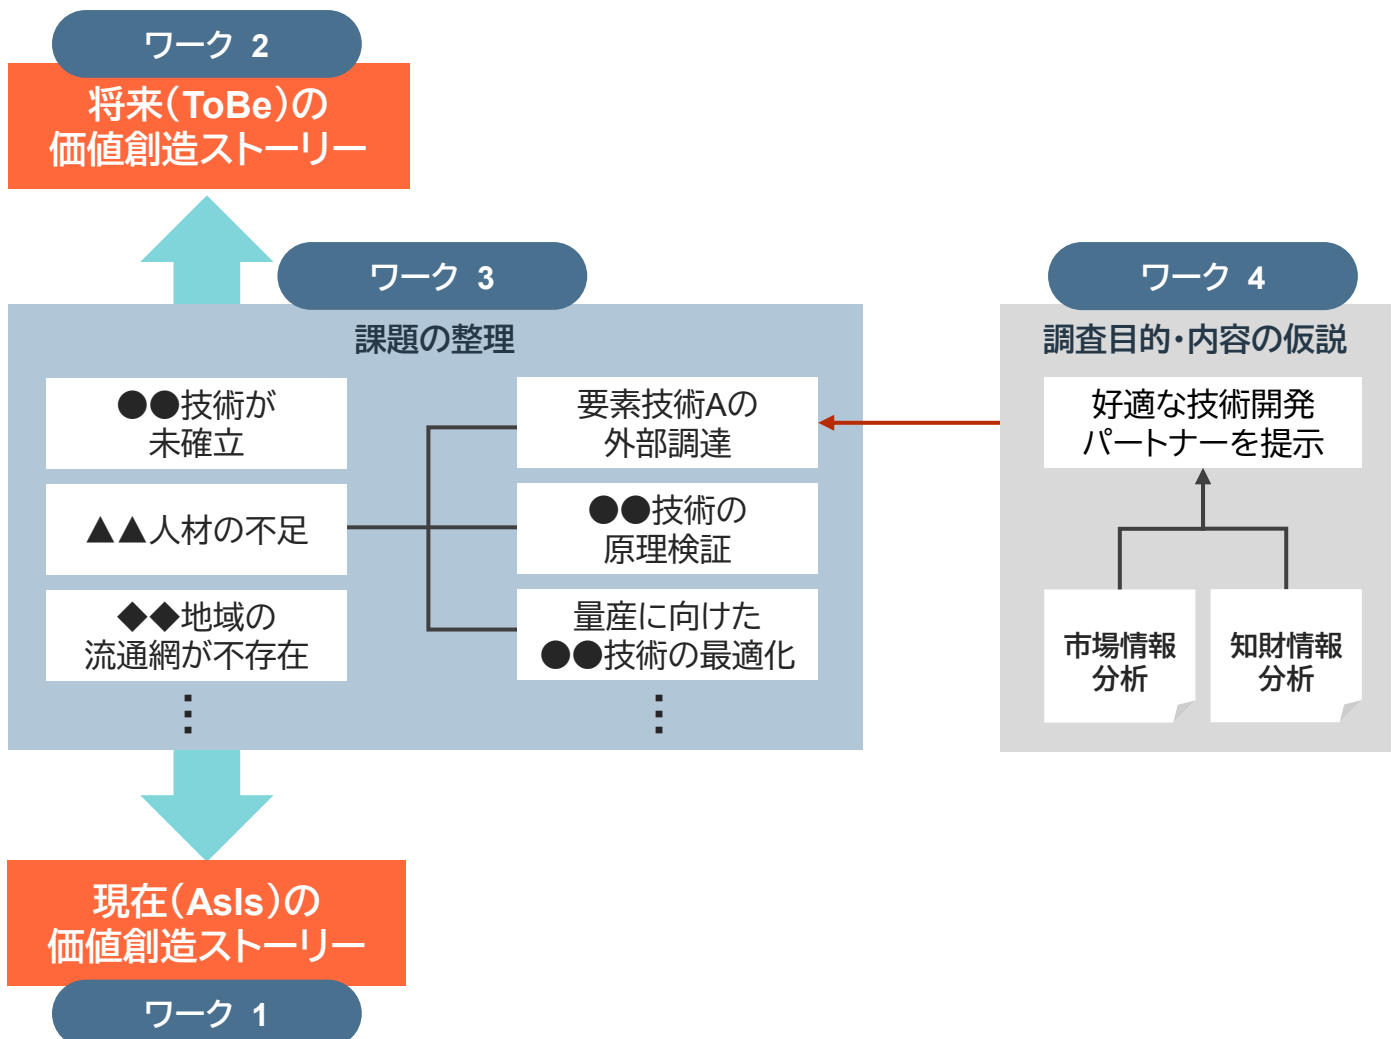 ワーク 2
将来（ToBe）の
価値創造ストーリー
ワーク 3
課題の整理
●●技術が
未確立
▲▲人材の不足
◆◆地域の
流通網が不存在
⋮
要素技術Aの
外部調達
●●技術の
原理検証
量産に向けた
●●技術の最適化
⋮
ワーク 4
調査目的・内容の仮説
好適な技術開発
パートナーを提示
市場情報
分析
知財情報
分析
現在（AsIs）の
価値創造ストーリー
ワーク 1